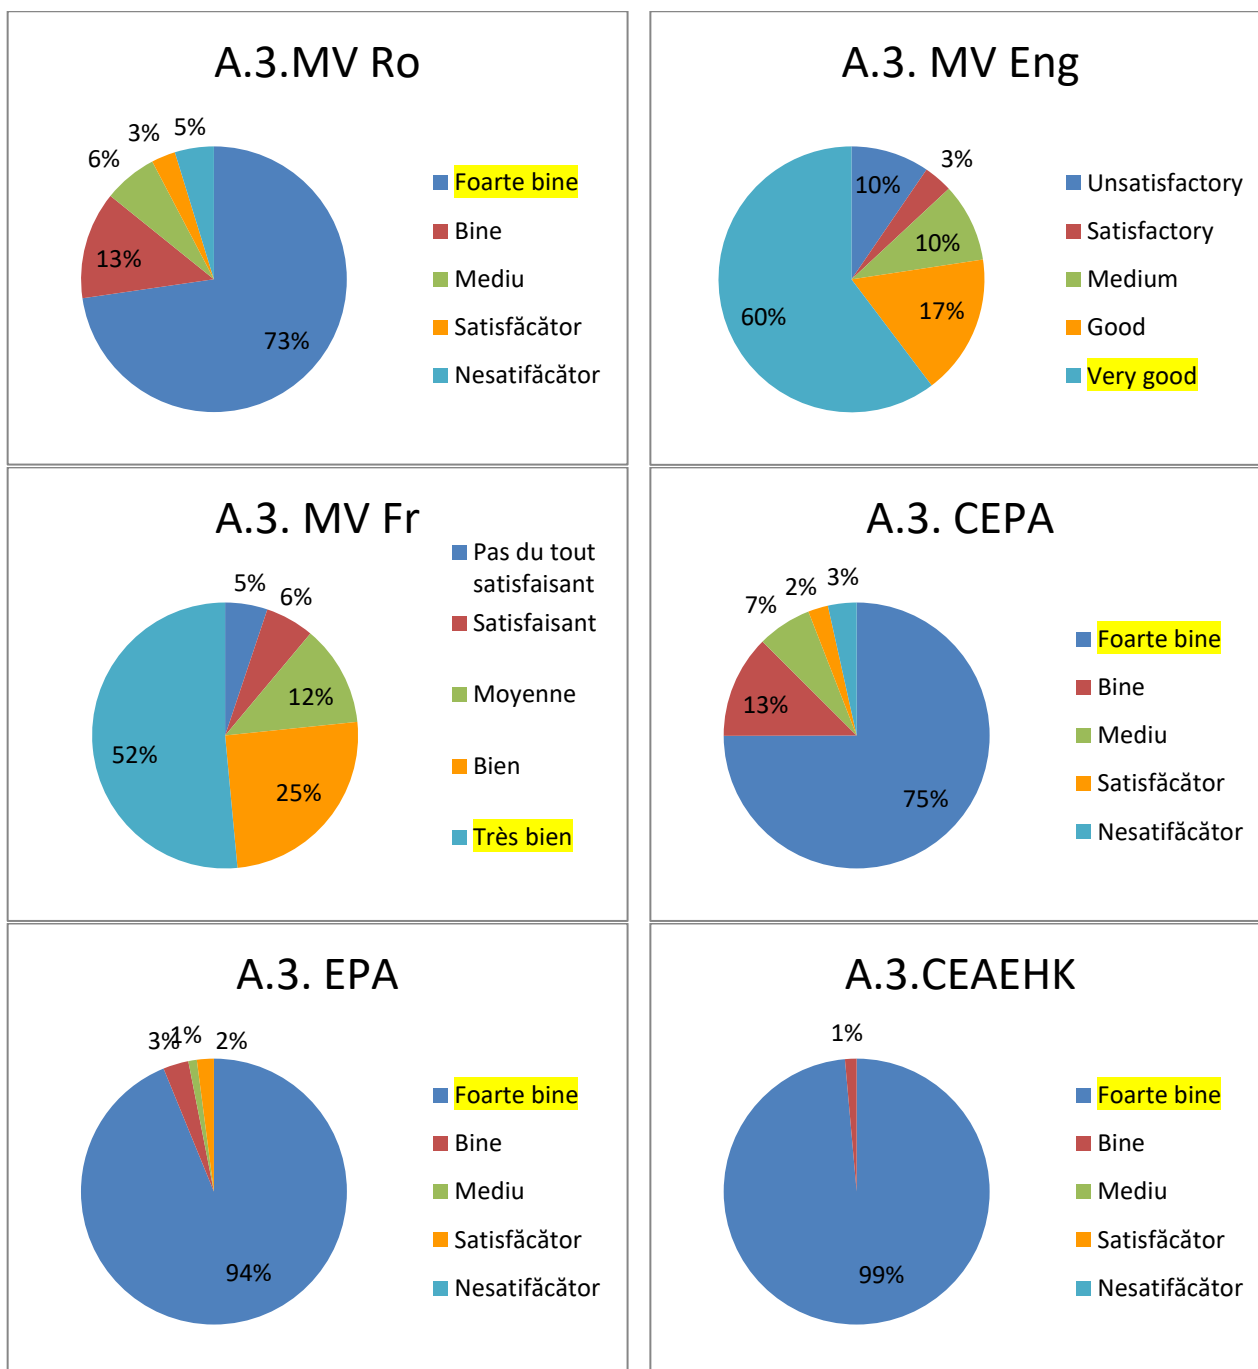 A.3.MV Ro
3%
5%
6%
13%
73%
Foarte bine
Bine
Mediu
Satisfăcător
Nesatifăcător
A.3. MV Eng
10%
3%
10%
17%
60%
Unsatisfactory
Satisfactory
Medium
Good
Very good
A.3. MV Fr
5%
6%
12%
25%
52%
Pas du tout
satisfaisant
Satisfaisant
Moyenne
Bien
Très bien
A.3. CEPA
2%
3%
7%
13%
75%
Foarte bine
Bine
Mediu
Satisfăcător
Nesatifăcător
A.3. EPA
3%
1%
2%
94%
Foarte bine
Bine
Mediu
Satisfăcător
Nesatifăcător
A.3.CEAEHK
1%
99%
Foarte bine
Bine
Mediu
Satisfăcător
Nesatifăcător